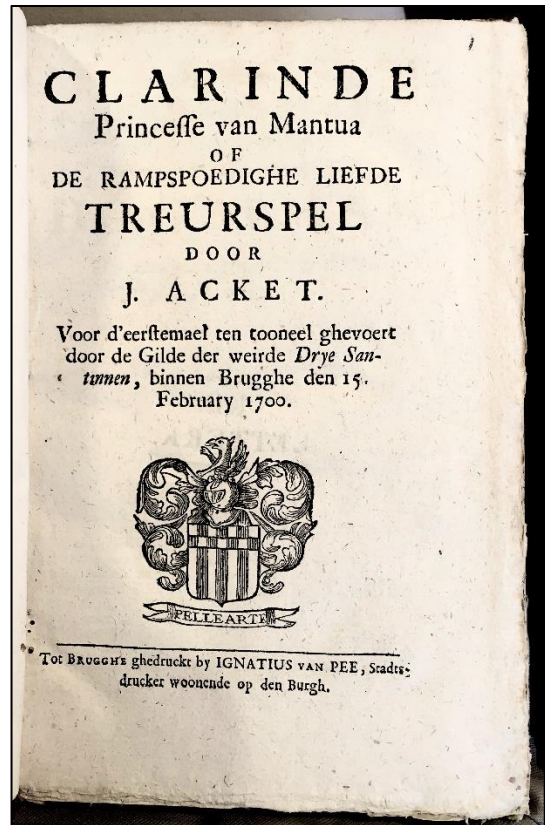 CLARINDE
Princesse van Mantua
OF
DE RAMPSPOEDIGHE LIEFDE
TREURSPEL
DOOR
J. ACKET.
Voor d'eerstemael ten tooneel ghevoert
door de Gilde der weirde Drye San-
tinnen, binnen Brugghe den 15.
February 1700.
PELLE ARTE
Tot BRUGGHE ghedruckt by IGNATIUS VAN PEE, Stadts-
drucker woonende op den Burgh.